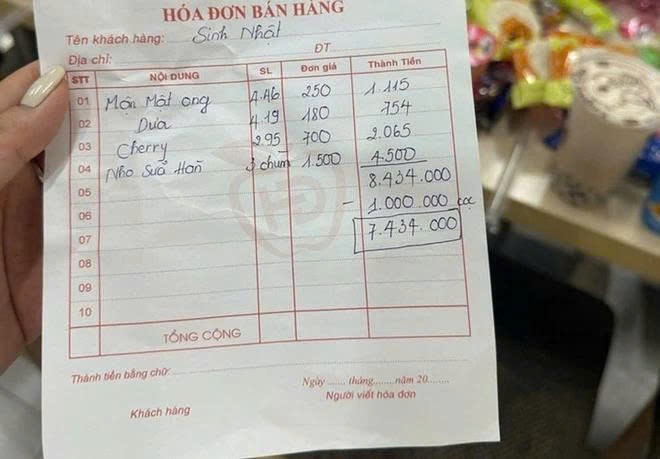 HÓA ĐƠN BÁN HÀNG
Tên khách hàng: Sinh Nhật
Địa chỉ: ĐT
STT NỘI DUNG SL Đơn giá Thành Tiền
01 Mận Mật ong 4.46 250 1.115
02 Dưa 4.19 180 754
03 Cherry 2.95 700 2.065
04 Nho Sữa Hàn 3 chùm 1.500 4.500
05 8.434.000
06 - 1.000.000 cọc
07 7.434.000
08
09
10
TỔNG CỘNG
Thành tiền bằng chữ:
Ngày ...... tháng ...... năm 20......
Khách hàng Người viết hóa đơn